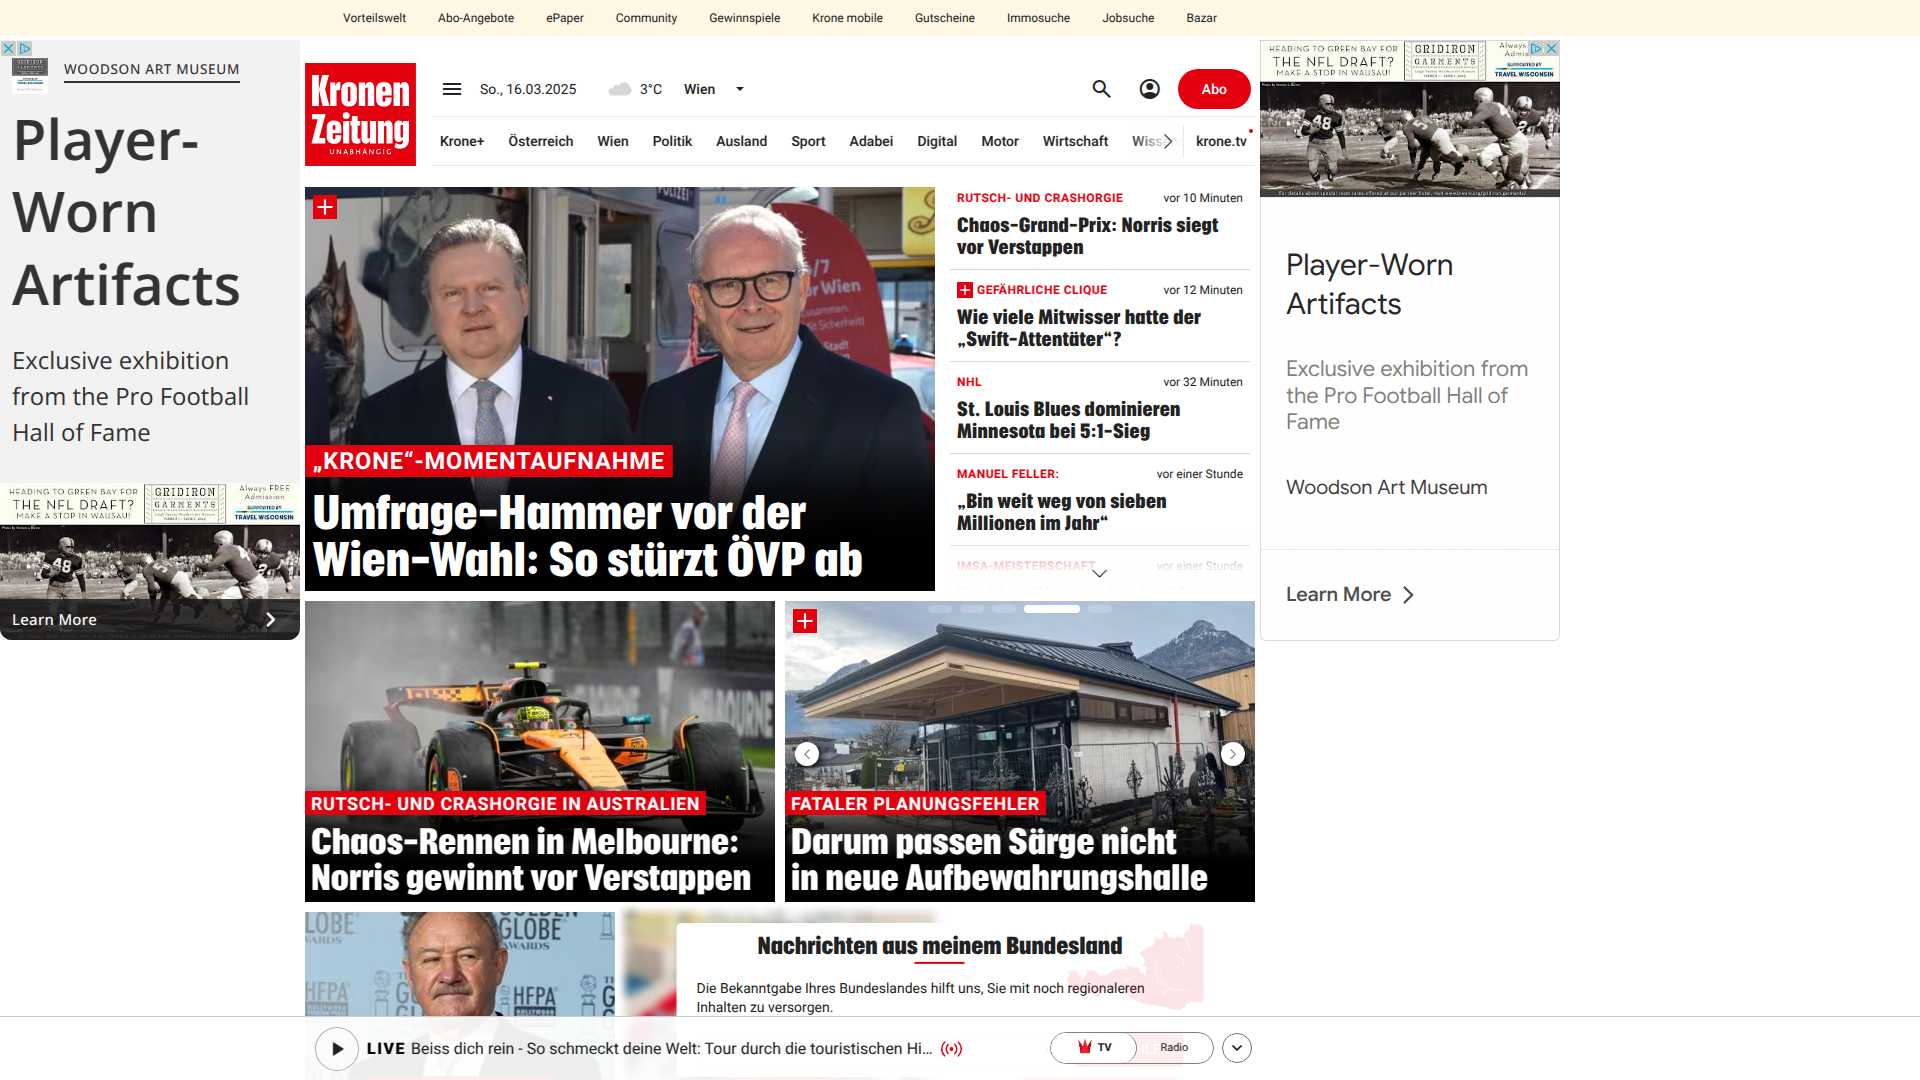 Vorteilswelt Abo-Angebote ePaper Community Gewinnspiele Krone mobile Gutscheine Immosuche Jobsuche Bazar
WOODSON ART MUSEUM
Player-
Worn
Artifacts
Exclusive exhibition
from the Pro Football
Hall of Fame
HEADING TO GREEN BAY FOR
THE NFL DRAFT?
MAKE A STOP IN WAUSAU!
GRIDIRON
GARMENTS
Always FREE
Admission
SUPPORTED BY
TRAVEL WISCONSIN
48
Learn More
Kronen
Zeitung
UNABHÄNGIG
So., 16.03.2025
3°C
Wien
Abo
Krone+ Österreich Wien Politik Ausland Sport Adabei Digital Motor Wirtschaft Wiss krone.tv
POLIZEI
„KRONE“-MOMENTAUFNAHME
Umfrage-Hammer vor der
Wien-Wahl: So stürzt ÖVP ab
RUTSCH- UND CRASHORGIE vor 10 Minuten
Chaos-Grand-Prix: Norris siegt
vor Verstappen
GEFÄHRLICHE CLIQUE vor 12 Minuten
Wie viele Mitwisser hatte der
„Swift-Attentäter“?
NHL vor 32 Minuten
St. Louis Blues dominieren
Minnesota bei 5:1-Sieg
MANUEL FELLER: vor einer Stunde
„Bin weit weg von sieben
Millionen im Jahr“
IMSA-MEISTERSCHAFT vor einer Stunde
RUTSCH- UND CRASHORGIE IN AUSTRALIEN
Chaos-Rennen in Melbourne:
Norris gewinnt vor Verstappen
FATALER PLANUNGSFEHLER
Darum passen Särge nicht
in neue Aufbewahrungshalle
GOLDEN
GLOBE
AWARDS
HFPA
Nachrichten aus meinem Bundesland
Die Bekanntgabe Ihres Bundeslandes hilft uns, Sie mit noch regionaleren
Inhalten zu versorgen.
LIVE Beiss dich rein - So schmeckt deine Welt: Tour durch die touristischen Hi...
TV
Radio
HEADING TO GREEN BAY FOR
THE NFL DRAFT?
MAKE A STOP IN WAUSAU!
GRIDIRON
GARMENTS
Always
Admis
SUPPORTED BY
TRAVEL WISCONSIN
48
Player-Worn
Artifacts
Exclusive exhibition from
the Pro Football Hall of
Fame
Woodson Art Museum
Learn More